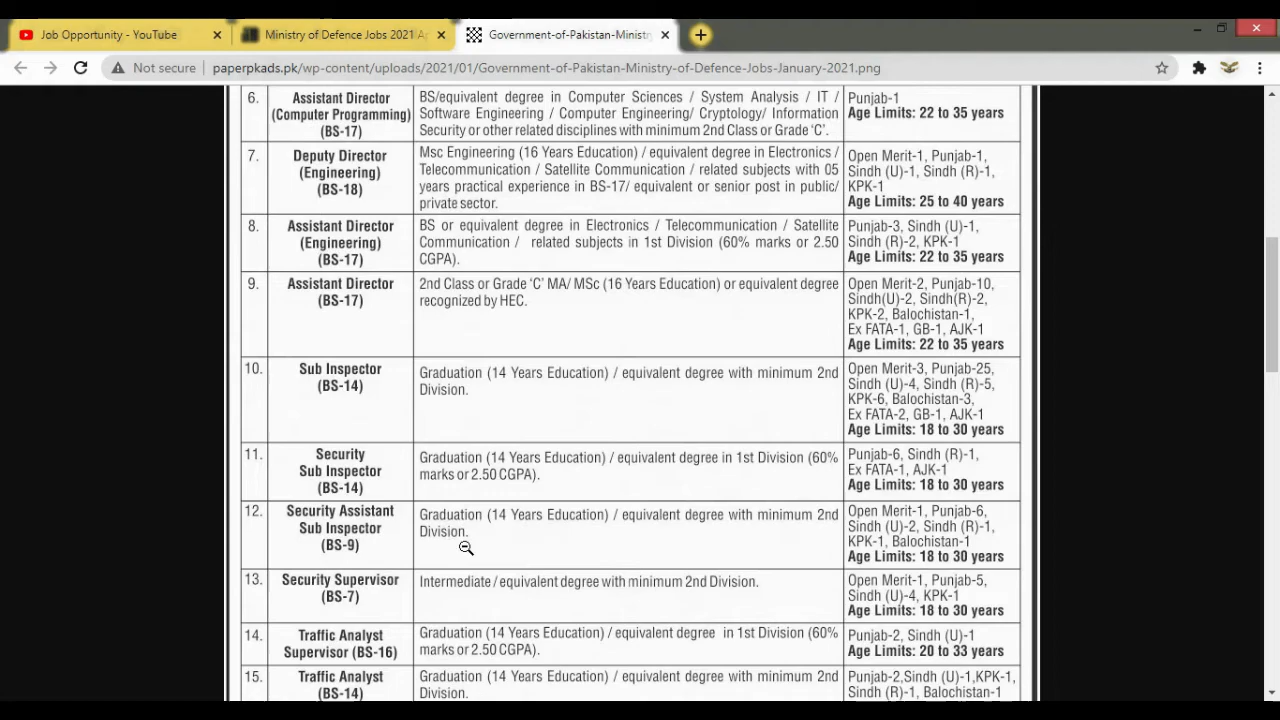 Job Opportunity - YouTube
Ministry of Defence Jobs 2021
Government-of-Pakistan-Ministr
Not secure
paperpkads.pk/wp-content/uploads/2021/01/Government-of-Pakistan-Ministry-of-Defence-Jobs-January-2021.png
6.
Assistant Director
(Computer Programming)
(BS-17)
BS/equivalent degree in Computer Sciences / System Analysis / IT /
Software Engineering / Computer Engineering/ Cryptology/ Information
Security or other related disciplines with minimum 2nd Class or Grade ‘C’.
Punjab-1
Age Limits: 22 to 35 years
7.
Deputy Director
(Engineering)
(BS-18)
Msc Engineering (16 Years Education) / equivalent degree in Electronics /
Telecommunication / Satellite Communication / related subjects with 05
years practical experience in BS-17/ equivalent or senior post in public/
private sector.
Open Merit-1, Punjab-1,
Sindh (U)-1, Sindh (R)-1,
KPK-1
Age Limits: 25 to 40 years
8.
Assistant Director
(Engineering)
(BS-17)
BS or equivalent degree in Electronics / Telecommunication / Satellite
Communication / related subjects in 1st Division (60% marks or 2.50
CGPA).
Punjab-3, Sindh (U)-1,
Sindh (R)-2, KPK-1
Age Limits: 22 to 35 years
9.
Assistant Director
(BS-17)
2nd Class or Grade ‘C’ MA/ MSc (16 Years Education) or equivalent degree
recognized by HEC.
Open Merit-2, Punjab-10,
Sindh(U)-2, Sindh(R)-2,
KPK-2, Balochistan-1,
Ex FATA-1, GB-1, AJK-1
Age Limits: 22 to 35 years
10.
Sub Inspector
(BS-14)
Graduation (14 Years Education) / equivalent degree with minimum 2nd
Division.
Open Merit-3, Punjab-25,
Sindh (U)-4, Sindh (R)-5,
KPK-6, Balochistan-3,
Ex FATA-2, GB-1, AJK-1
Age Limits: 18 to 30 years
11.
Security
Sub Inspector
(BS-14)
Graduation (14 Years Education) / equivalent degree in 1st Division (60%
marks or 2.50 CGPA).
Punjab-6, Sindh (R)-1,
Ex FATA-1, AJK-1
Age Limits: 18 to 30 years
12.
Security Assistant
Sub Inspector
(BS-9)
Graduation (14 Years Education) / equivalent degree with minimum 2nd
Division.
Open Merit-1, Punjab-6,
Sindh (U)-2, Sindh (R)-1,
KPK-1, Balochistan-1
Age Limits: 18 to 30 years
13.
Security Supervisor
(BS-7)
Intermediate / equivalent degree with minimum 2nd Division.
Open Merit-1, Punjab-5,
Sindh (U)-4, KPK-1
Age Limits: 18 to 30 years
14.
Traffic Analyst
Supervisor (BS-16)
Graduation (14 Years Education) / equivalent degree in 1st Division (60%
marks or 2.50 CGPA).
Punjab-2, Sindh (U)-1
Age Limits: 20 to 33 years
15.
Traffic Analyst
(BS-14)
Graduation (14 Years Education) / equivalent degree with minimum 2nd
Division.
Punjab-2,Sindh (U)-1,KPK-1,
Sindh (R)-1, Balochistan-1